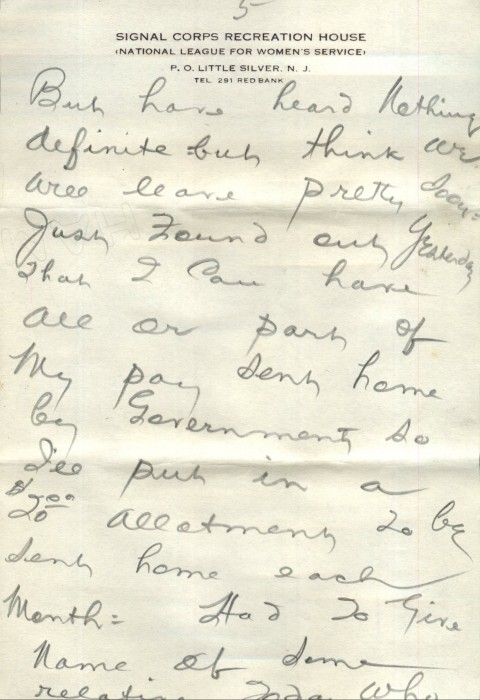 5
SIGNAL CORPS RECREATION HOUSE
(NATIONAL LEAGUE FOR WOMEN'S SERVICE)
P. O. LITTLE SILVER, N. J.
TEL. 291 RED BANK
But have heard Nothing
definite but think we
will leave pretty Soon=
Just Found out Yesterday
That I Can have
all or part of
My pay Sent home
by Government so
I'll put in a
$20.00 allotment to be
Sent home each
Month= Had To Give
Name of Some
relative Today Who